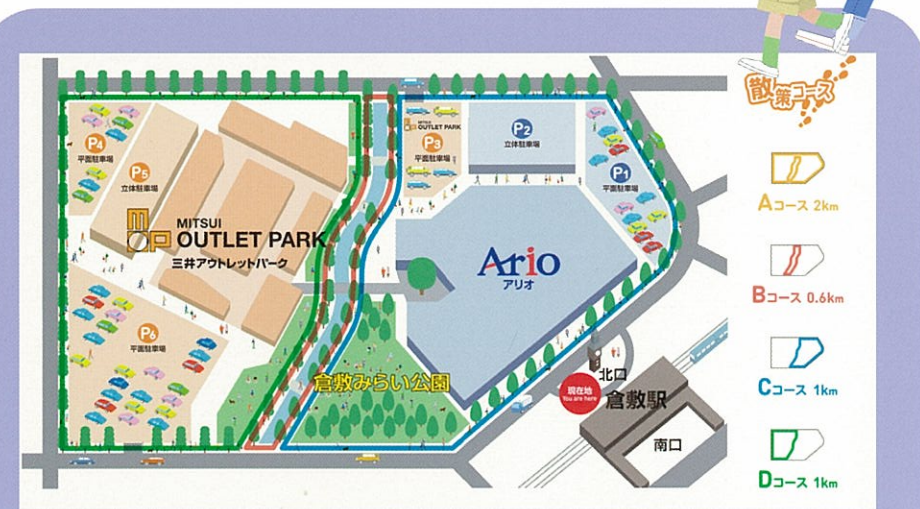 散策コース
P4
平面駐車場
P5
立体駐車場
MITSUI
OUTLET PARK
P3
平面駐車場
P2
立体駐車場
P1
平面駐車場
MOP
MITSUI
OUTLET PARK
三井アウトレットパーク
Ario
アリオ
P6
平面駐車場
倉敷みらい公園
現在地
You are here
北口
倉敷駅
南口
Aコース 2km
Bコース 0.6km
Cコース 1km
Dコース 1km